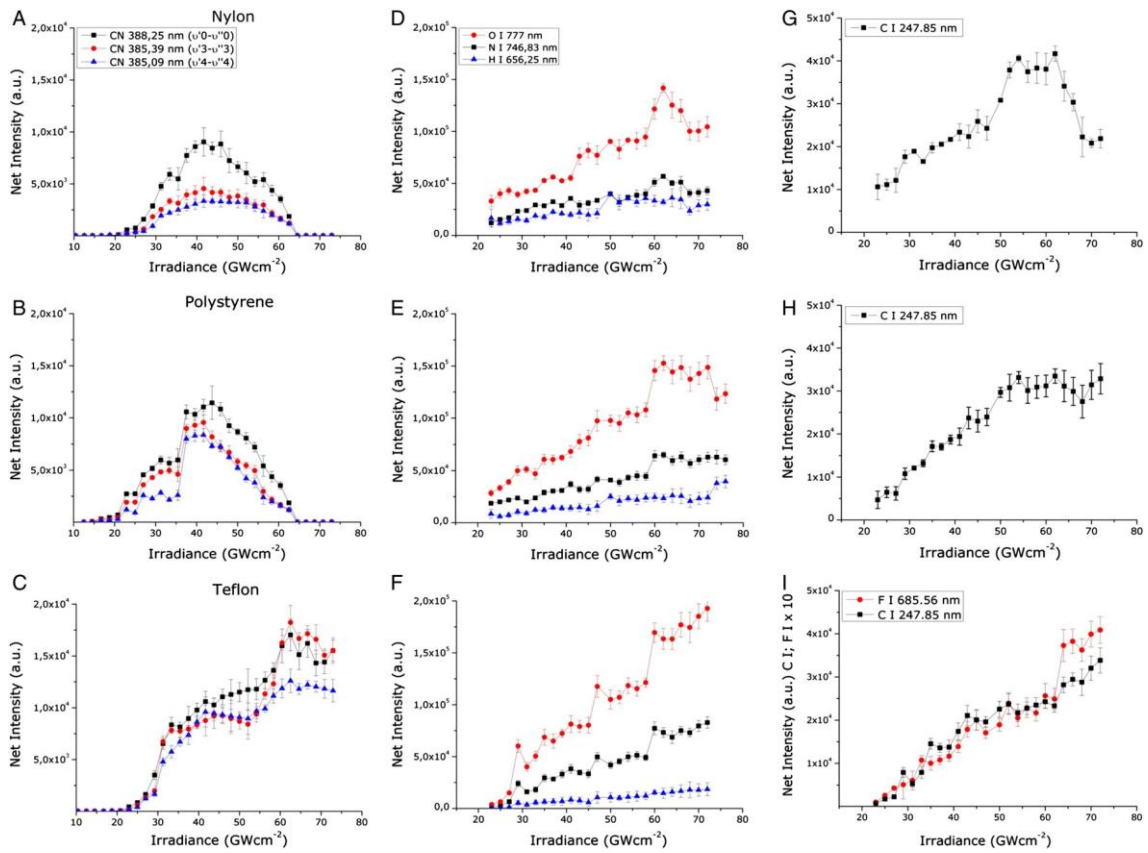 A
Nylon
CN 388,25 nm (υ'0-υ''0)
CN 385,39 nm (υ'3-υ''3)
CN 385,09 nm (υ'4-υ''4)
Net Intensity (a.u.)
2,0x10⁴
1,5x10⁴
1,0x10⁴
5,0x10³
0,0
10 20 30 40 50 60 70 80
Irradiance (GWcm⁻²)
D
O I 777 nm
N I 746,83 nm
H I 656,25 nm
Net Intensity (a.u.)
2,0x10⁵
1,5x10⁵
1,0x10⁵
5,0x10⁴
0,0
20 30 40 50 60 70 80
Irradiance (GWcm⁻²)
G
C I 247.85 nm
Net Intensity (a.u.)
5x10⁴
4x10⁴
3x10⁴
2x10⁴
1x10⁴
0
20 30 40 50 60 70 80
Irradiance (GWcm⁻²)
B
Polystyrene
Net Intensity (a.u.)
2,0x10⁴
1,5x10⁴
1,0x10⁴
5,0x10³
0,0
10 20 30 40 50 60 70 80
Irradiance (GWcm⁻²)
E
Net Intensity (a.u.)
2,0x10⁵
1,5x10⁵
1,0x10⁵
5,0x10⁴
0,0
20 30 40 50 60 70 80
Irradiance (GWcm⁻²)
H
C I 247.85 nm
Net Intensity (a.u.)
5x10⁴
4x10⁴
3x10⁴
2x10⁴
1x10⁴
0
20 30 40 50 60 70 80
Irradiance (GWcm⁻²)
C
Teflon
Net Intensity (a.u.)
2,0x10⁴
1,5x10⁴
1,0x10⁴
5,0x10³
0,0
10 20 30 40 50 60 70 80
Irradiance (GWcm⁻²)
F
Net Intensity (a.u.)
2,0x10⁵
1,5x10⁵
1,0x10⁵
5,0x10⁴
0,0
20 30 40 50 60 70 80
Irradiance (GWcm⁻²)
I
F I 685.56 nm
C I 247.85 nm
Net Intensity (a.u.) C I; F I x 10
5x10⁴
4x10⁴
3x10⁴
2x10⁴
1x10⁴
0
20 30 40 50 60 70 80
Irradiance (GWcm⁻²)